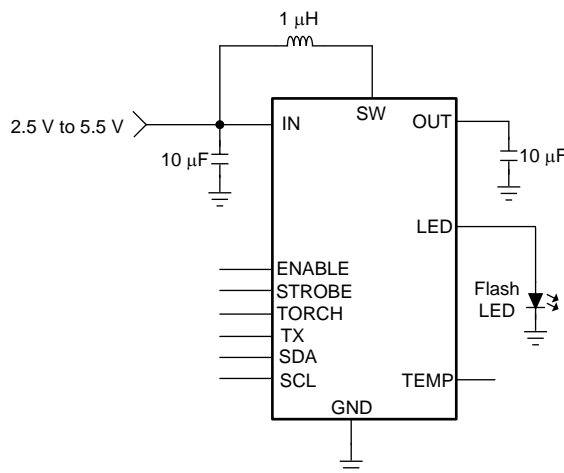 1 μH
2.5 V to 5.5 V
IN
SW
OUT
10 μF
10 μF
LED
ENABLE
STROBE
TORCH
TX
SDA
SCL
Flash
LED
TEMP
GND